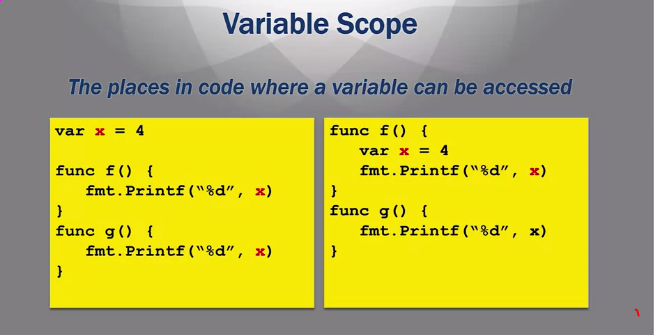 Variable Scope
The places in code where a variable can be accessed
var x = 4
func f() {
fmt.Printf(“%d”, x)
}
func g() {
fmt.Printf(“%d”, x)
}
func f() {
var x = 4
fmt.Printf(“%d”, x)
}
func g() {
fmt.Printf(“%d”, x)
}